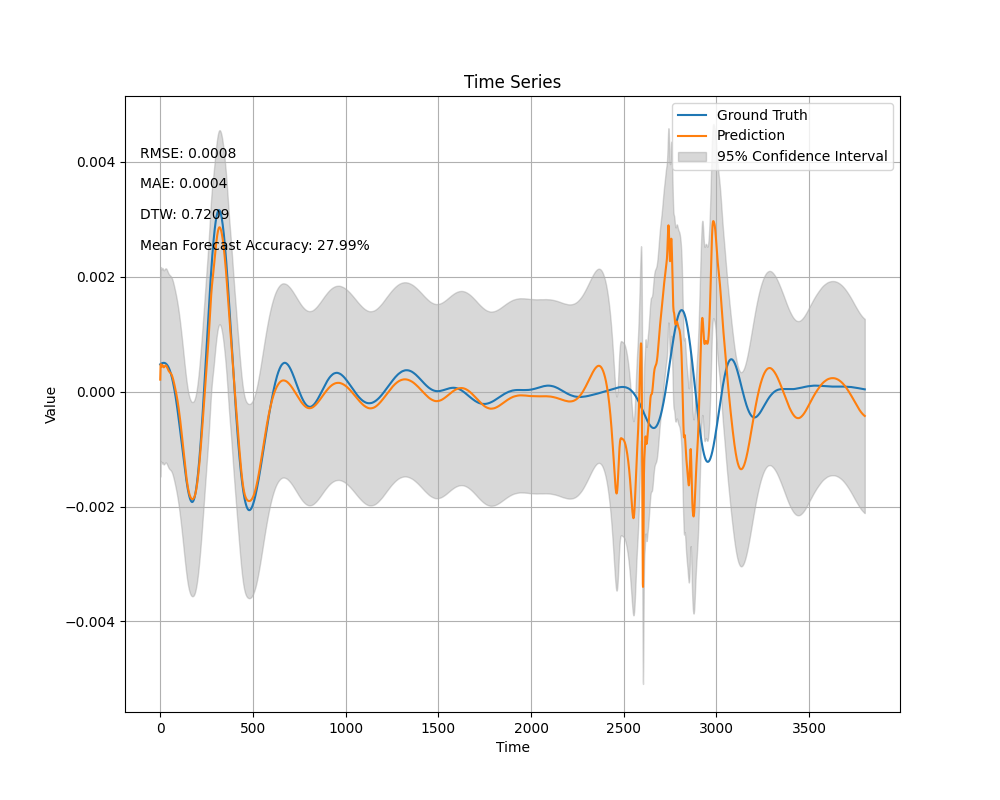 Time Series
Ground Truth
Prediction
95% Confidence Interval
RMSE: 0.0008
MAE: 0.0004
DTW: 0.7209
Mean Forecast Accuracy: 27.99%
0.004
0.002
0.000
−0.002
−0.004
Value
0 500 1000 1500 2000 2500 3000 3500
Time